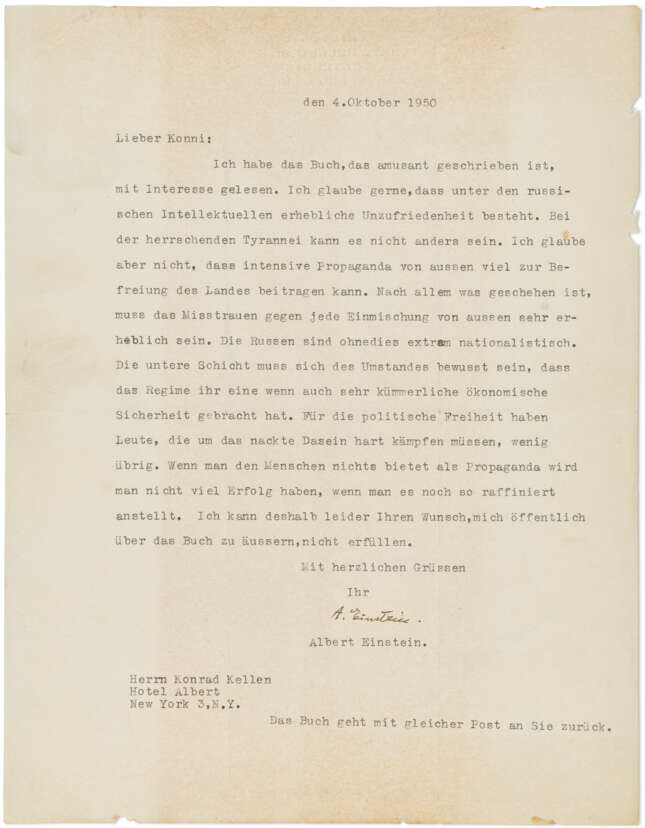 den 4.Oktober 1950
Lieber Konni:
Ich habe das Buch,das amusant geschrieben ist,
mit Interesse gelesen. Ich glaube gerne,dass unter den russi-
schen Intellektuellen erhebliche Unzufriedenheit besteht. Bei
der herrschenden Tyrannei kann es nicht anders sein. Ich glaube
aber nicht, dass intensive Propaganda von aussen viel zur Be-
freiung des Landes beitragen kann. Nach allem was geschehen ist,
muss das Misstrauen gegen jede Einmischung von aussen sehr er-
heblich sein. Die Russen sind ohnedies extrem nationalistisch.
Die untere Schicht muss sich des Umstandes bewusst sein, dass
das Regime ihr eine wenn auch sehr kümmerliche ökonomische
Sicherheit gebracht hat. Für die politische Freiheit haben
Leute, die um das nackte Dasein hart kämpfen müssen, wenig
übrig. Wenn man den Menschen nichts bietet als Propaganda wird
man nicht viel Erfolg haben, wenn man es noch so raffiniert
anstellt. Ich kann deshalb leider Ihren Wunsch,mich öffentlich
über das Buch zu äussern,nicht erfüllen.
Mit herzlichen Grüssen
Ihr
A. Einstein.
Albert Einstein.
Herrn Konrad Kellen
Hotel Albert
New York 3,N.Y.
Das Buch geht mit gleicher Post an Sie zurück.